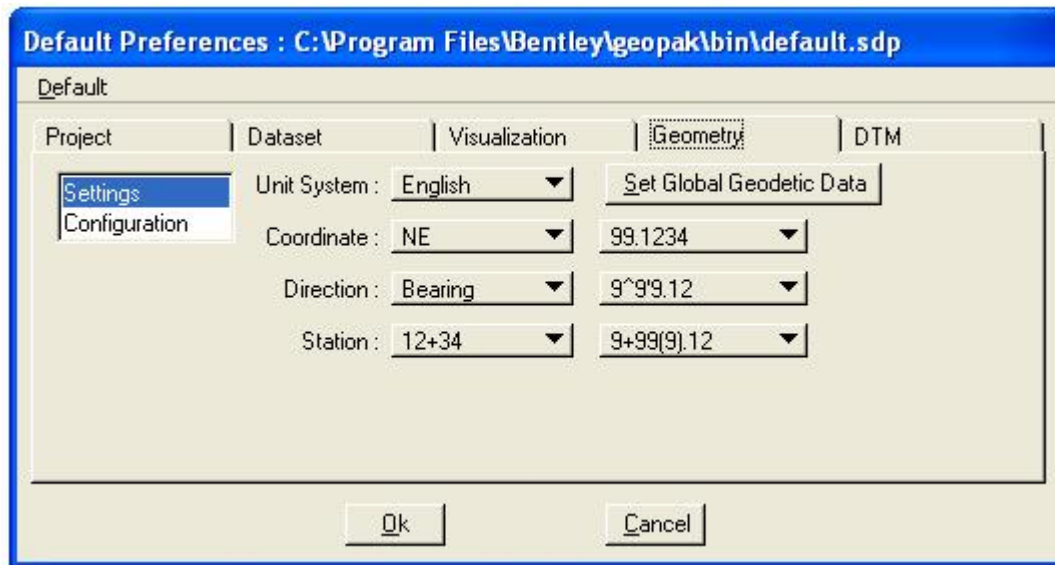 Default Preferences : C:\Program Files\Bentley\geopak\bin\default.sdp
Default
Project Dataset Visualization Geometry DTM
Settings
Configuration
Unit System : English Set Global Geodetic Data
Coordinate : NE 99.1234
Direction : Bearing 9^9'9.12
Station : 12+34 9+99(9).12
Ok Cancel